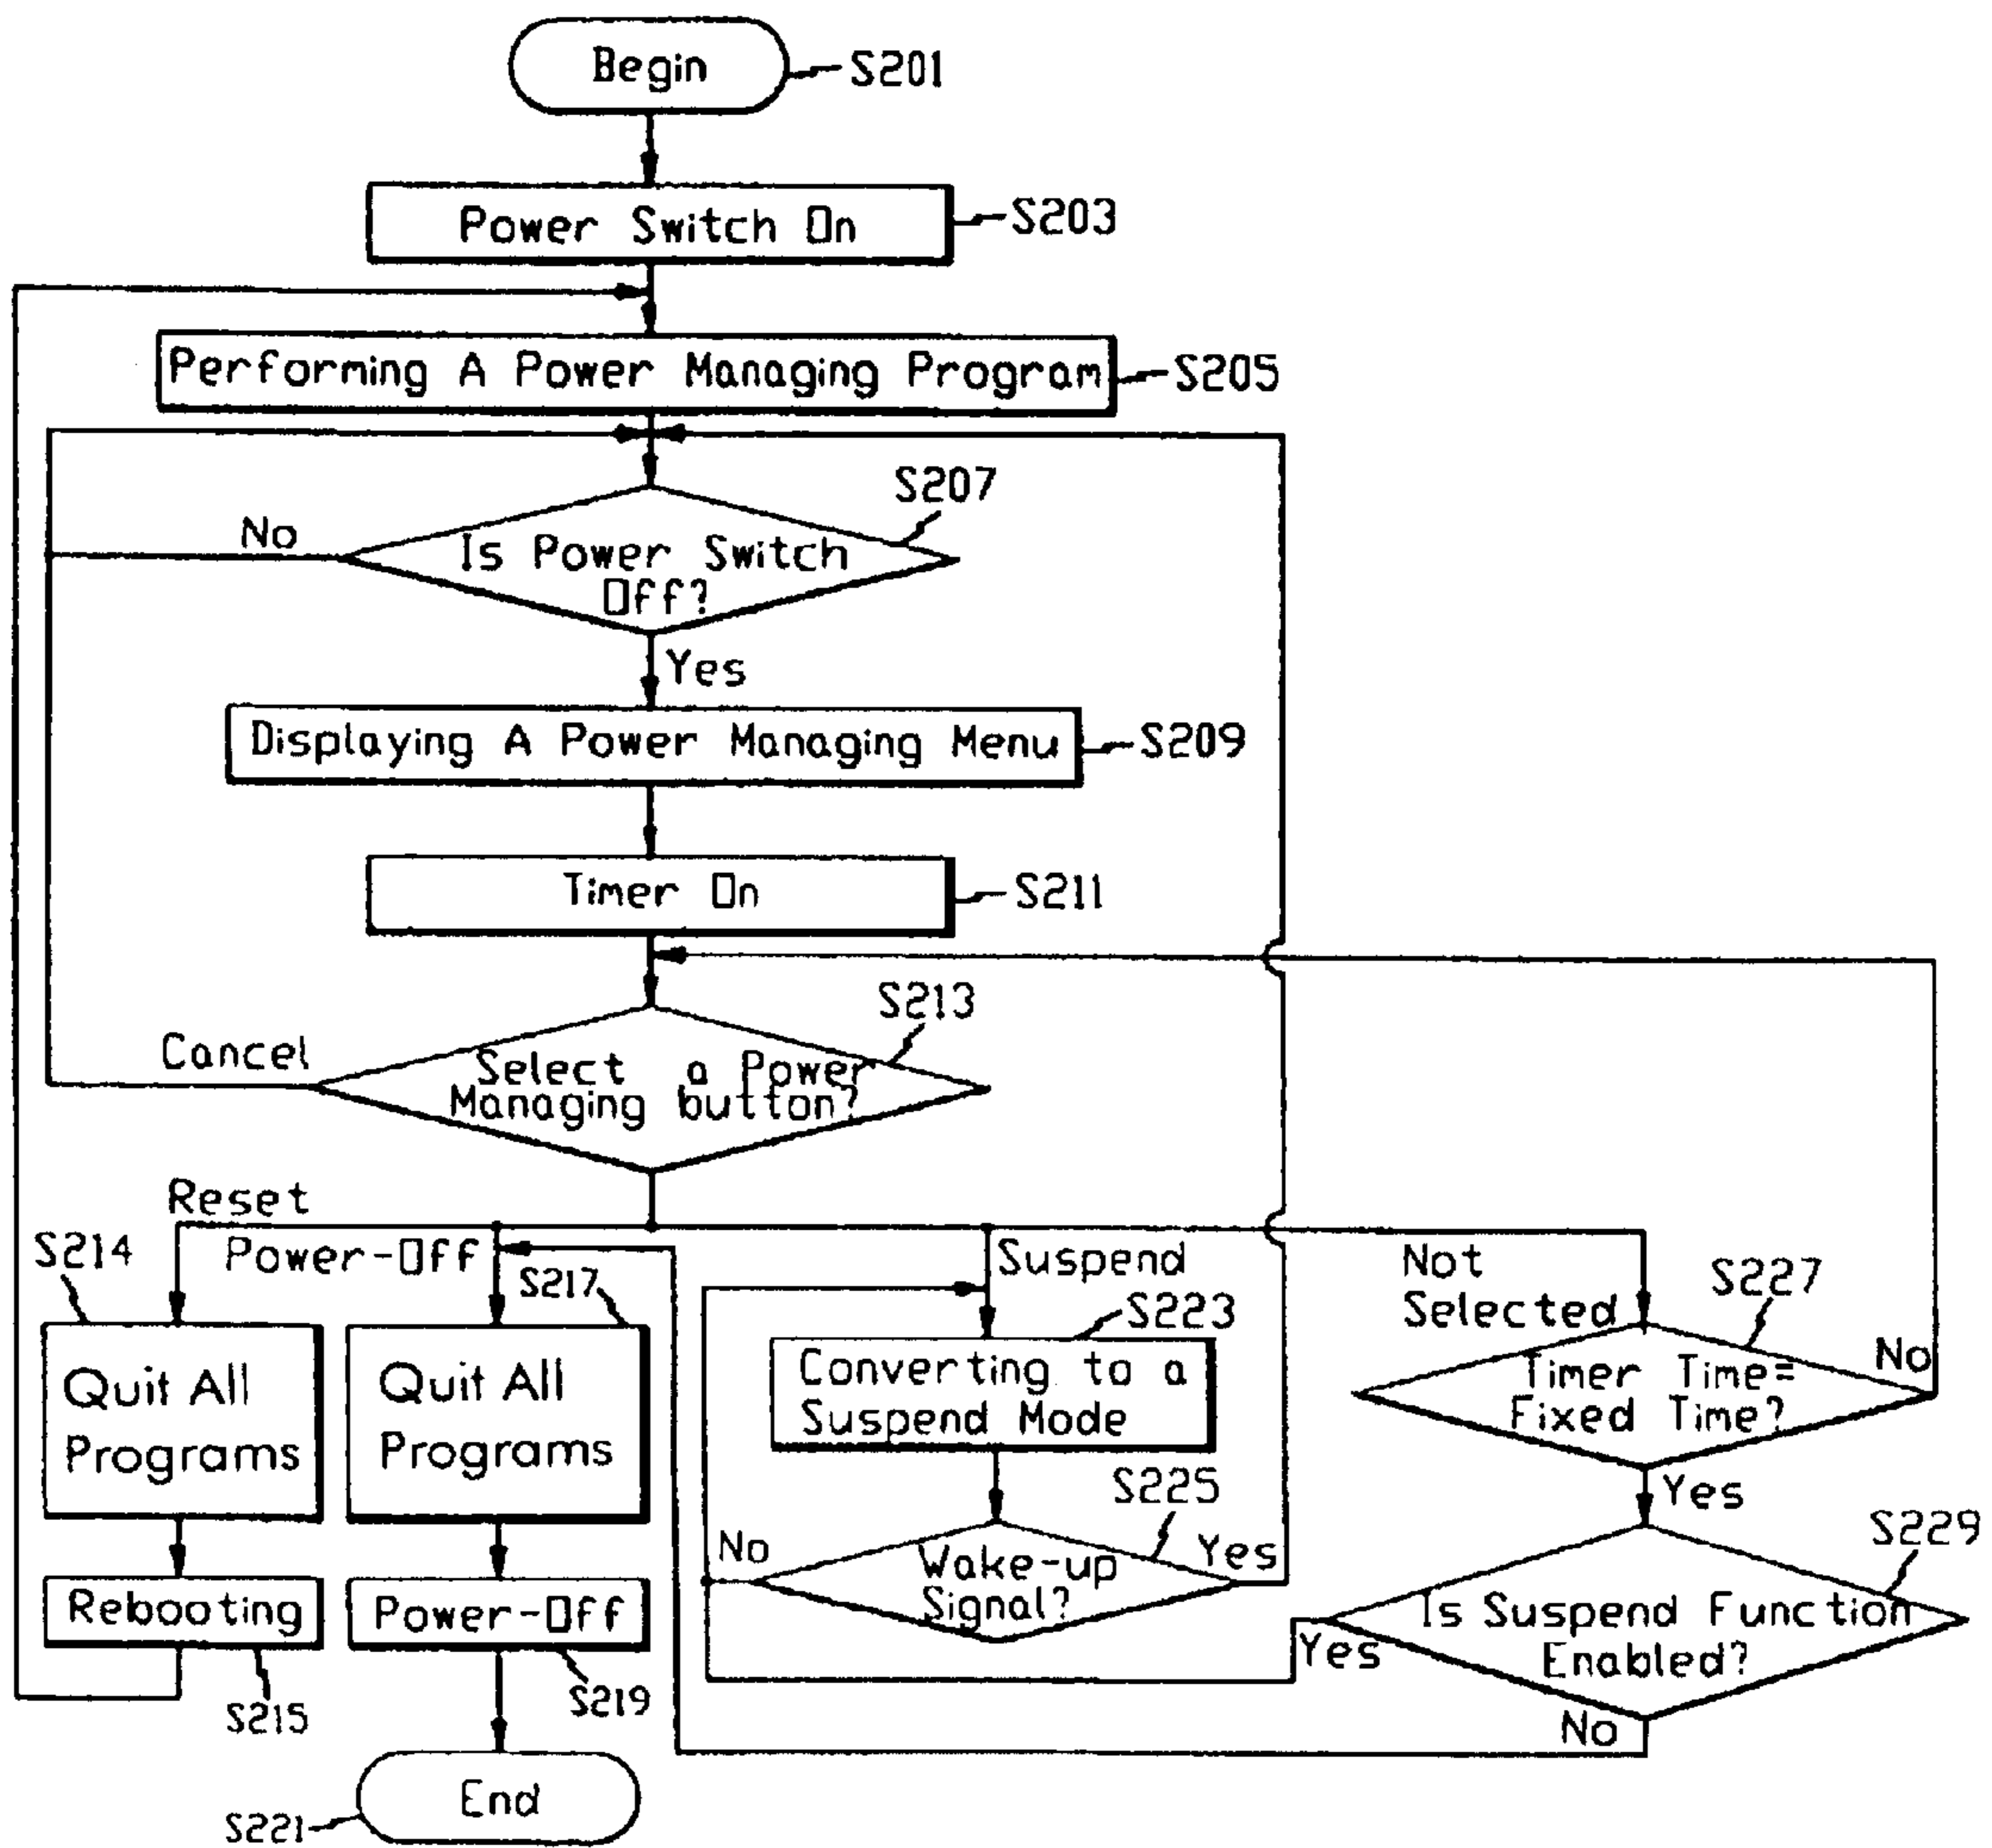 Begin
S201
Power Switch On
S203
Performing A Power Managing Program
S205
S207
No
Is Power Switch
Off?
Yes
Displaying A Power Managing Menu
S209
Timer On
S211
S213
Cancel
Select a Power
Managing button?
Reset
S214
Power-Off
S217
Suspend
S223
Not
Selected
S227
Quit All
Programs
Quit All
Programs
Converting to a
Suspend Mode
Timer Time=
Fixed Time?
No
Yes
S225
S229
No
Wake-up
Signal?
Yes
Rebooting
Power-Off
Is Suspend Function
Enabled?
Yes
No
S215
S219
End
S221